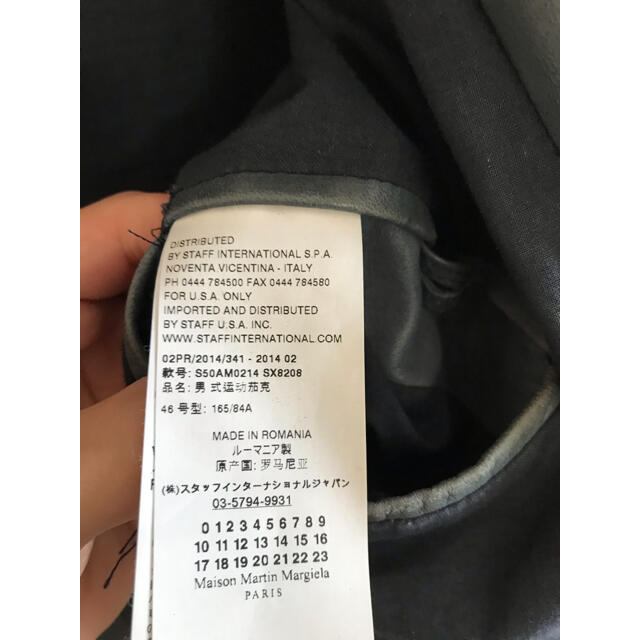 DISTRIBUTED
BY STAFF INTERNATIONAL S.P.A.
NOVENTA VICENTINA - ITALY
PH 0444 784500 FAX 0444 784580
FOR U.S.A. ONLY
IMPORTED AND DISTRIBUTED
BY STAFF U.S.A. INC.
WWW.STAFFINTERNATIONAL.COM
02PR/2014/341 - 2014 02
款号: S50AM0214 SX8208
品名: 男 式运动茄克
46 号型: 165/84A
MADE IN ROMANIA
ルーマニア製
原产国: 罗马尼亚
(株)スタッフインターナショナルジャパン
03-5794-9931
0 1 2 3 4 5 6 7 8 9
10 11 12 13 14 15 16
17 18 19 20 21 22 23
Maison Martin Margiela
PARIS